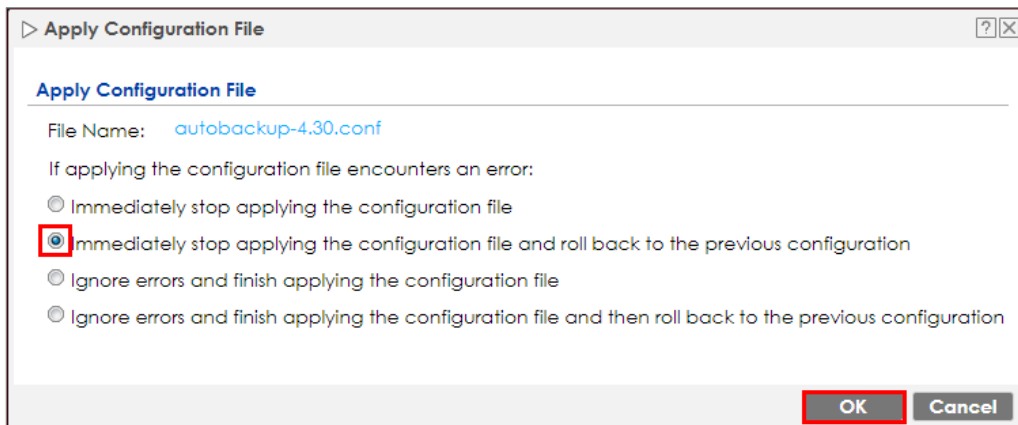 Apply Configuration File
Apply Configuration File
File Name: autobackup-4.30.conf
If applying the configuration file encounters an error:
Immediately stop applying the configuration file
Immediately stop applying the configuration file and roll back to the previous configuration
Ignore errors and finish applying the configuration file
Ignore errors and finish applying the configuration file and then roll back to the previous configuration
OK Cancel